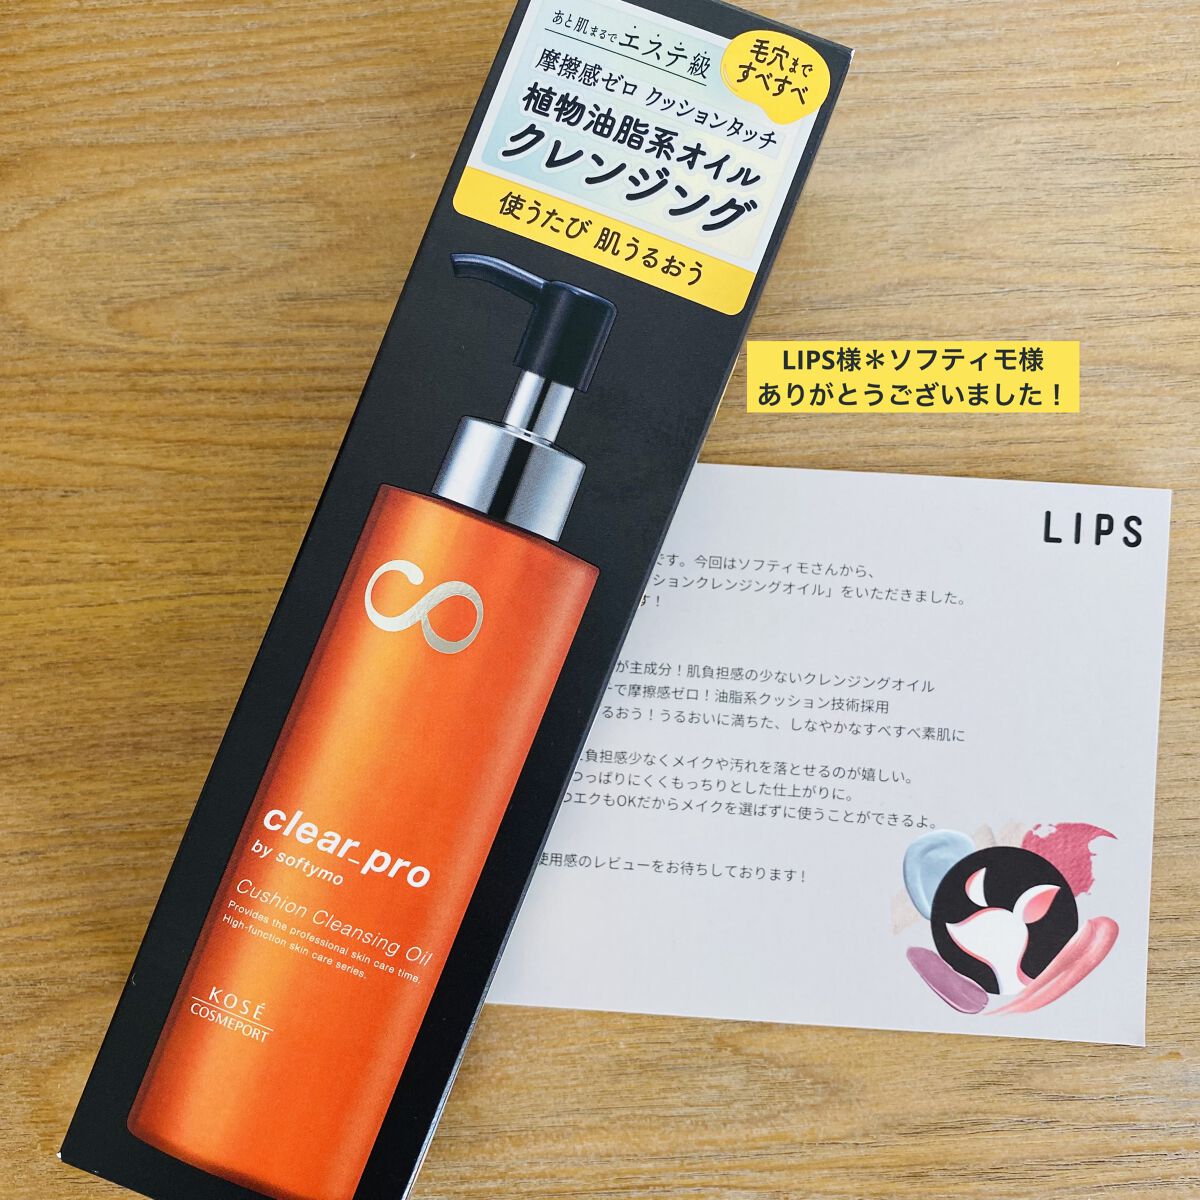 あと肌までエステ級
毛穴まで
すべすべ
摩擦感ゼロ クッションタッチ
植物油脂系オイル
クレンジング
使うたび 肌うるおう
LIPS様＊ソフティモ様
ありがとうございました！
clear_pro
by softymo
Cushion Cleansing Oil
Provides the professional skin care time.
High-function skin care series.
KOSÉ
COSMEPORT
LIPS
です。今回はソフティモさんから、
ションクレンジングオイル」をいただきました。
す！
が主成分！肌負担感の少ないクレンジングオイル
で摩擦感ゼロ！油脂系クッション技術採用
るおう！うるおいに満ちた、しなやかなすべすべ素肌に
負担感少なくメイクや汚れを落とせるのが嬉しい。
つっぱりにくくもっちりとした仕上がりに。
つエクもOKだからメイクを選ばずに使うことができるよ。
使用感のレビューをお待ちしております！